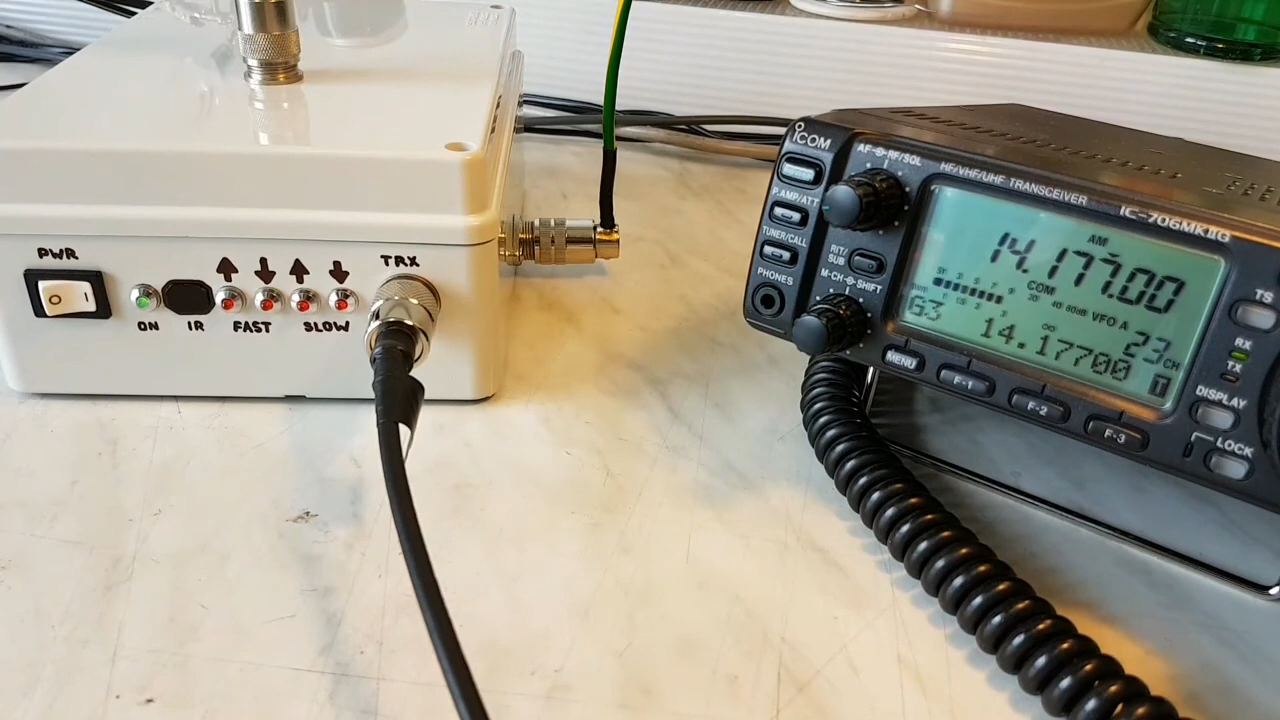 PWR
O I
ON IR FAST SLOW
TRX
ICOM
AF RF/SQL
HF/VHF/UHF TRANSCEIVER
IC-706MKIIG
P.AMP/ATT
TUNER/CALL
RIT/
SUB
PHONES
M-CH SHIFT
AM
14.177.00
COM
VFO A
23 CH
G3
14.17700
MENU
F-1
F-2
F-3
TS
RX
TX
DISPLAY
LOCK